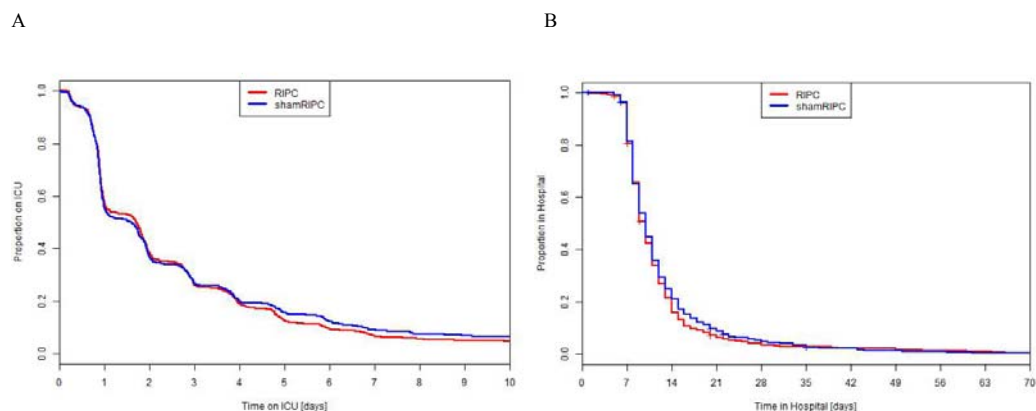 A
B
RIPC
shamRIPC
Proportion on ICU
1.0
0.8
0.6
0.4
0.2
0.0
0 1 2 3 4 5 6 7 8 9 10
Time on ICU [days]
RIPC
shamRIPC
Proportion in Hospital
1.0
0.8
0.6
0.4
0.2
0.0
0 7 14 21 28 35 42 49 56 63 70
Time in Hospital [days]